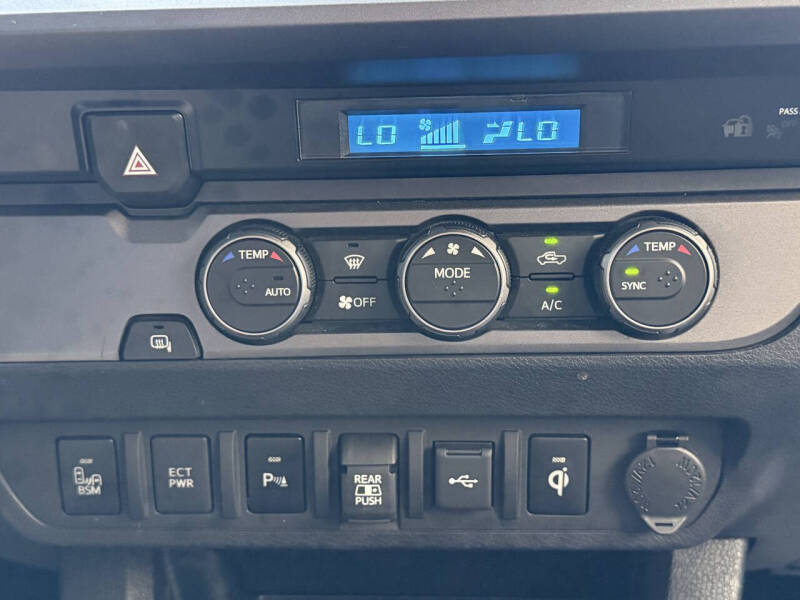 PASS
LO LO
TEMP
AUTO
OFF
MODE
A/C
TEMP
SYNC
BSM
ECT
PWR
P
REAR
PUSH